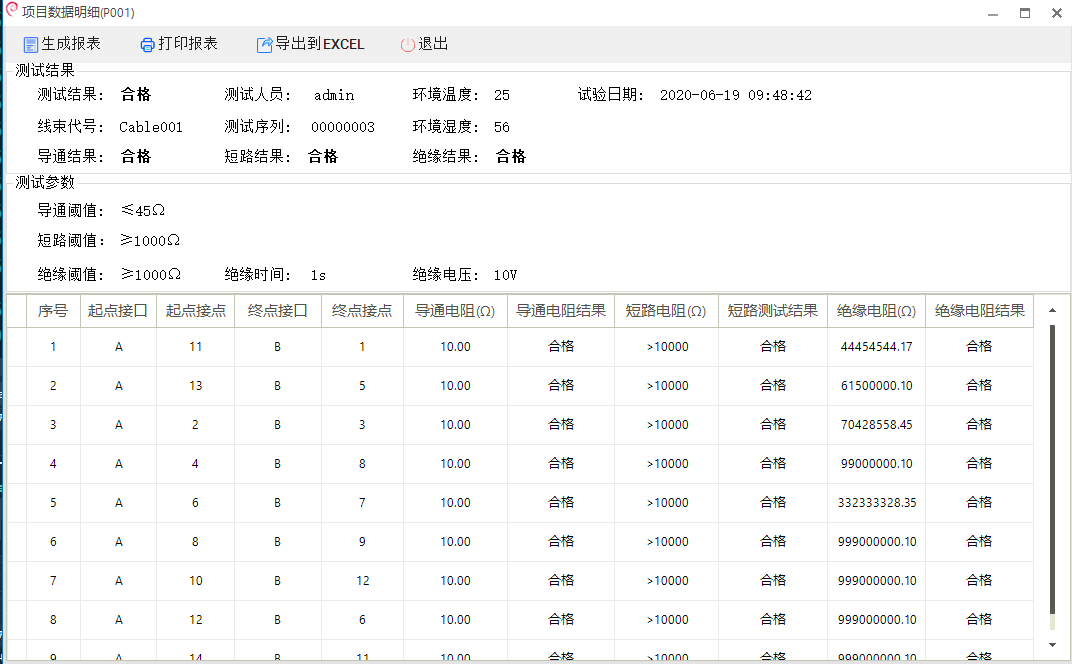 项目数据明细(P001)
生成报表 打印报表 导出到EXCEL 退出
测试结果
测试结果: 合格 测试人员: admin 环境温度: 25 试验日期: 2020-06-19 09:48:42
线束代号: Cable001 测试序列: 00000003 环境湿度: 56
导通结果: 合格 短路结果: 合格 绝缘结果: 合格
测试参数
导通阈值: ≤45Ω
短路阈值: ≥1000Ω
绝缘阈值: ≥1000Ω 绝缘时间: 1s 绝缘电压: 10V
序号 起点接口 起点接点 终点接口 终点接点 导通电阻(Ω) 导通电阻结果 短路电阻(Ω) 短路测试结果 绝缘电阻(Ω) 绝缘电阻结果
1 A 11 B 1 10.00 合格 >10000 合格 44454544.17 合格
2 A 13 B 5 10.00 合格 >10000 合格 61500000.10 合格
3 A 2 B 3 10.00 合格 >10000 合格 70428558.45 合格
4 A 4 B 8 10.00 合格 >10000 合格 99000000.10 合格
5 A 6 B 7 10.00 合格 >10000 合格 332333328.35 合格
6 A 8 B 9 10.00 合格 >10000 合格 999000000.10 合格
7 A 10 B 12 10.00 合格 >10000 合格 999000000.10 合格
8 A 12 B 6 10.00 合格 >10000 合格 999000000.10 合格
9 A 14 B 11 10.00 合格 >10000 合格 999000000.10 合格